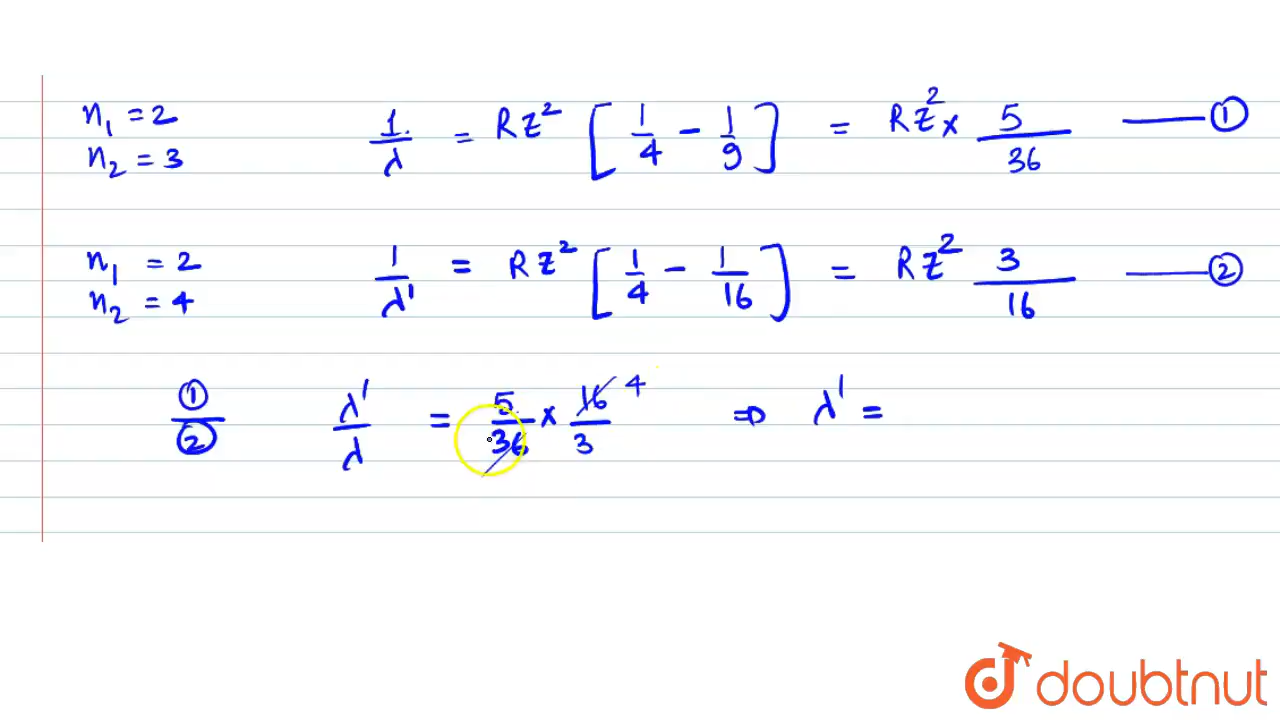 n₁ = 2
n₂ = 3
1/λ = RZ² [1/4 − 1/9] = RZ² × 5/36 —— ①
n₁ = 2
n₂ = 4
1/λ' = RZ² [1/4 − 1/16] = RZ² 3/16 —— ②
①/② λ'/λ = 5/36 × 16/3 4 ⇒ λ' =
doubtnut